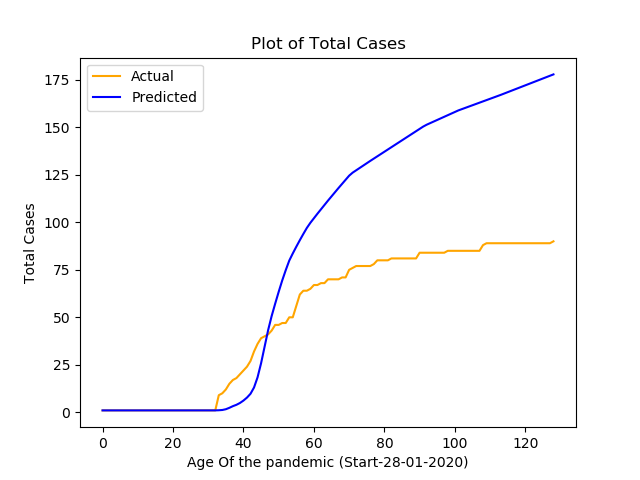 Plot of Total Cases
Actual
Predicted
175
150
125
100
75
50
25
0
Total Cases
0 20 40 60 80 100 120
Age Of the pandemic (Start-28-01-2020)